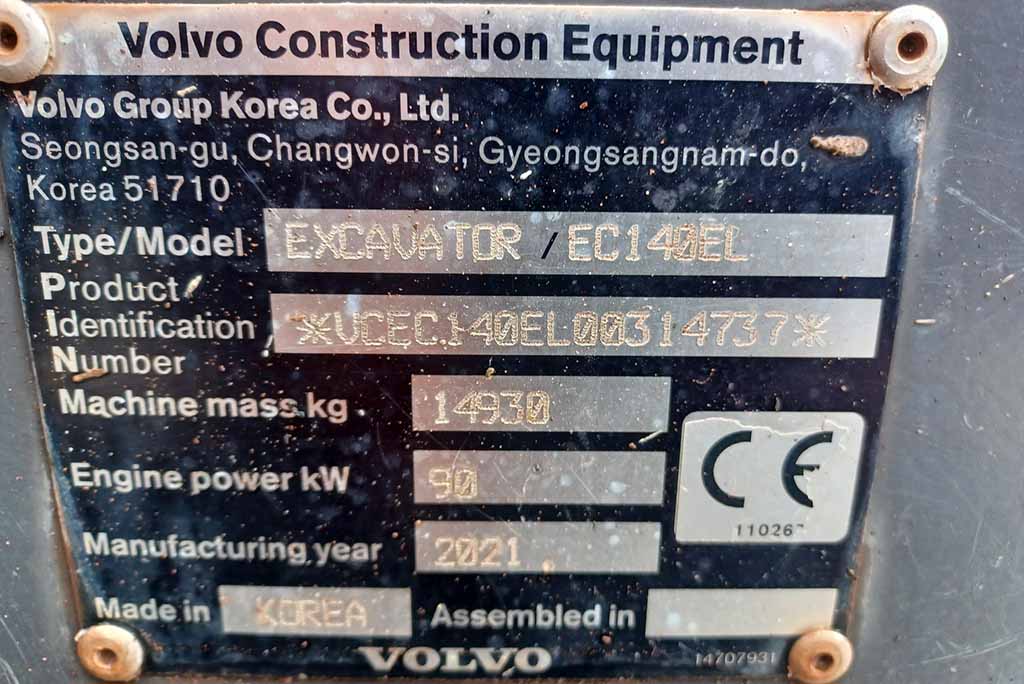 Volvo Construction Equipment
Volvo Group Korea Co., Ltd.
Seongsan-gu, Changwon-si, Gyeongsangnam-do,
Korea 51710
Type/Model EXCAVATOR / EC140EL
Product
Identification *VCEC140EL00314737*
Number
Machine mass kg 14930
Engine power kW 90
CE
Manufacturing year 2021
Made in KOREA Assembled in
VOLVO 14707931